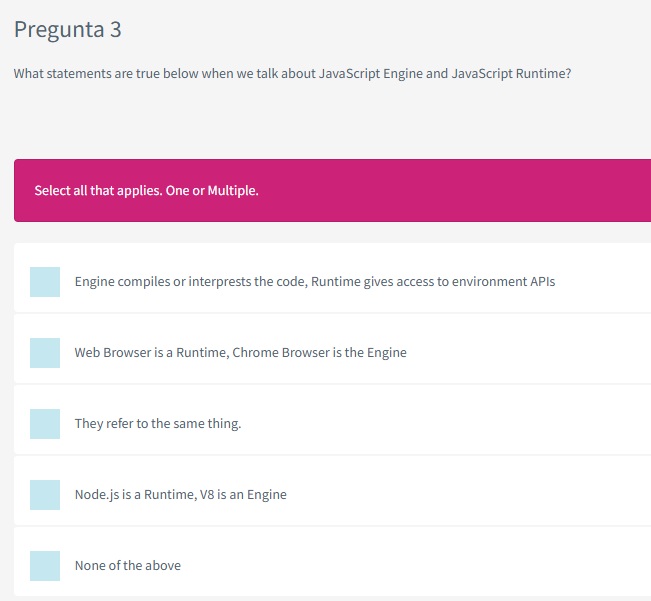 Pregunta 3
What statements are true below when we talk about JavaScript Engine and JavaScript Runtime?
Select all that applies. One or Multiple.
Engine compiles or interprests the code, Runtime gives access to environment APIs
Web Browser is a Runtime, Chrome Browser is the Engine
They refer to the same thing.
Node.js is a Runtime, V8 is an Engine
None of the above